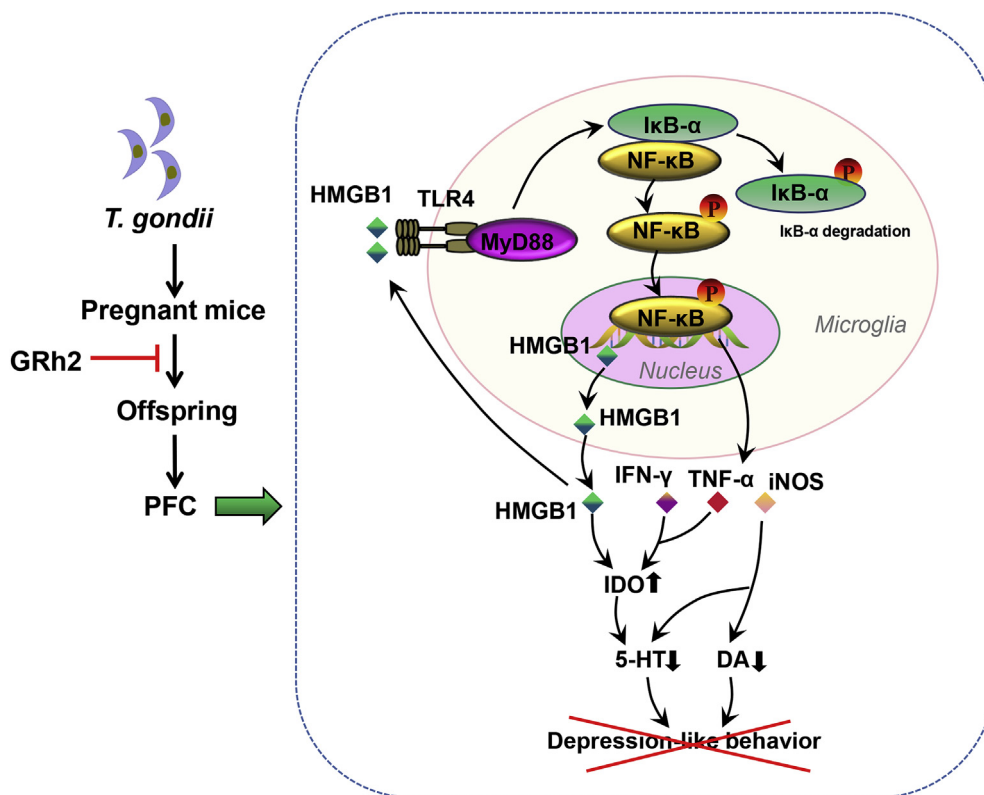 T. gondii
Pregnant mice
GRh2
Offspring
PFC
HMGB1
TLR4
MyD88
IκB-α
NF-κB
P
IκB-α
IκB-α degradation
P
NF-κB
P
NF-κB
HMGB1
Nucleus
Microglia
HMGB1
HMGB1
IFN-γ
TNF-α
iNOS
IDO
5-HT
DA
Depression-like behavior